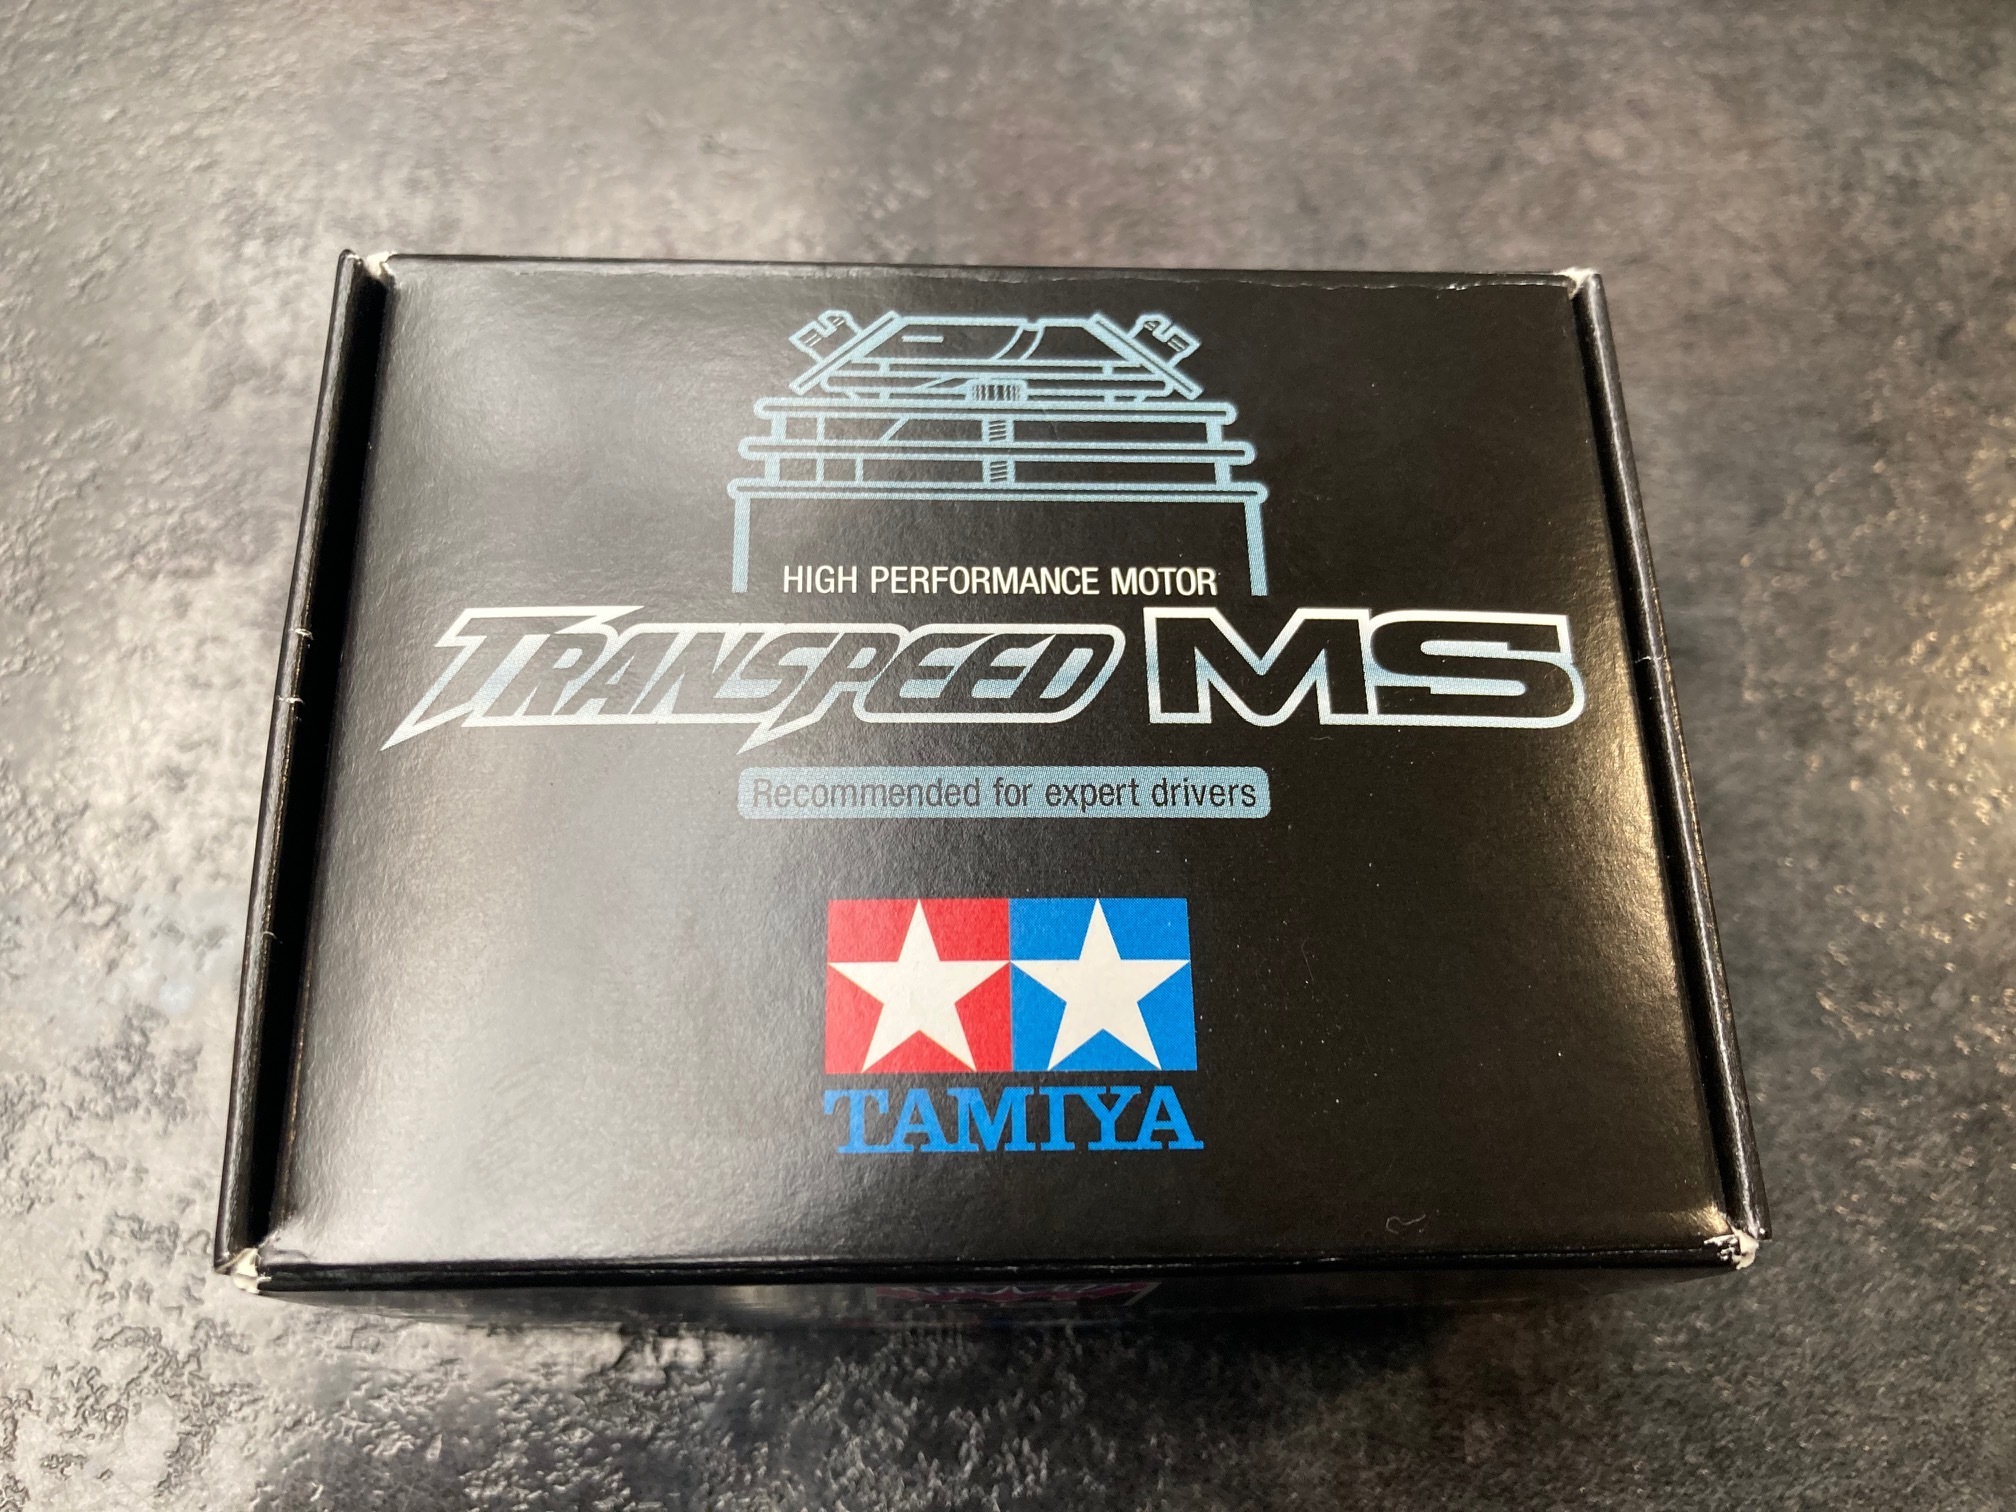 HIGH PERFORMANCE MOTOR
TRANSPEED MS
Recommended for expert drivers
TAMIYA